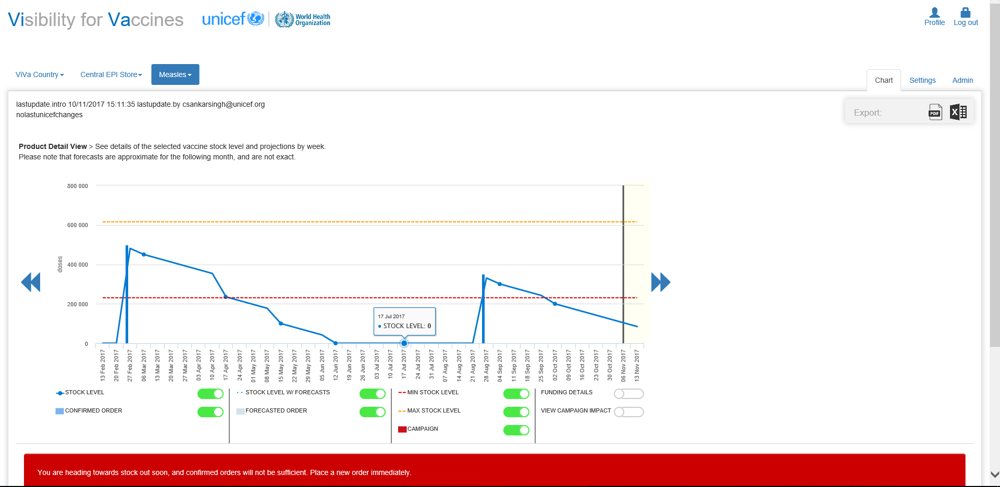 Visibility for Vaccines
unicef
World Health
Organization
Profile
Log out
ViVa Country
Central EPI Store
Measles
Chart
Settings
Admin
lastupdate.intro 10/11/2017 15:11:35 lastupdate.by csankarsingh@unicef.org
nolastunicefchanges
Export:
PDF
X
Product Detail View > See details of the selected vaccine stock level and projections by week.
Please note that forecasts are approximate for the following month, and are not exact.
800 000
600 000
400 000
200 000
0
doses
17 Jul 2017
STOCK LEVEL: 0
13 Feb 2017
20 Feb 2017
27 Feb 2017
06 Mar 2017
13 Mar 2017
20 Mar 2017
27 Mar 2017
03 Apr 2017
10 Apr 2017
17 Apr 2017
24 Apr 2017
01 May 2017
08 May 2017
15 May 2017
22 May 2017
29 May 2017
05 Jun 2017
12 Jun 2017
19 Jun 2017
26 Jun 2017
03 Jul 2017
10 Jul 2017
17 Jul 2017
24 Jul 2017
31 Jul 2017
07 Aug 2017
14 Aug 2017
21 Aug 2017
28 Aug 2017
04 Sep 2017
11 Sep 2017
18 Sep 2017
25 Sep 2017
02 Oct 2017
09 Oct 2017
16 Oct 2017
23 Oct 2017
30 Oct 2017
06 Nov 2017
13 Nov 2017
STOCK LEVEL
CONFIRMED ORDER
STOCK LEVEL W/ FORECASTS
FORECASTED ORDER
MIN STOCK LEVEL
MAX STOCK LEVEL
CAMPAIGN
FUNDING DETAILS
VIEW CAMPAIGN IMPACT
You are heading towards stock out soon, and confirmed orders will not be sufficient. Place a new order immediately.